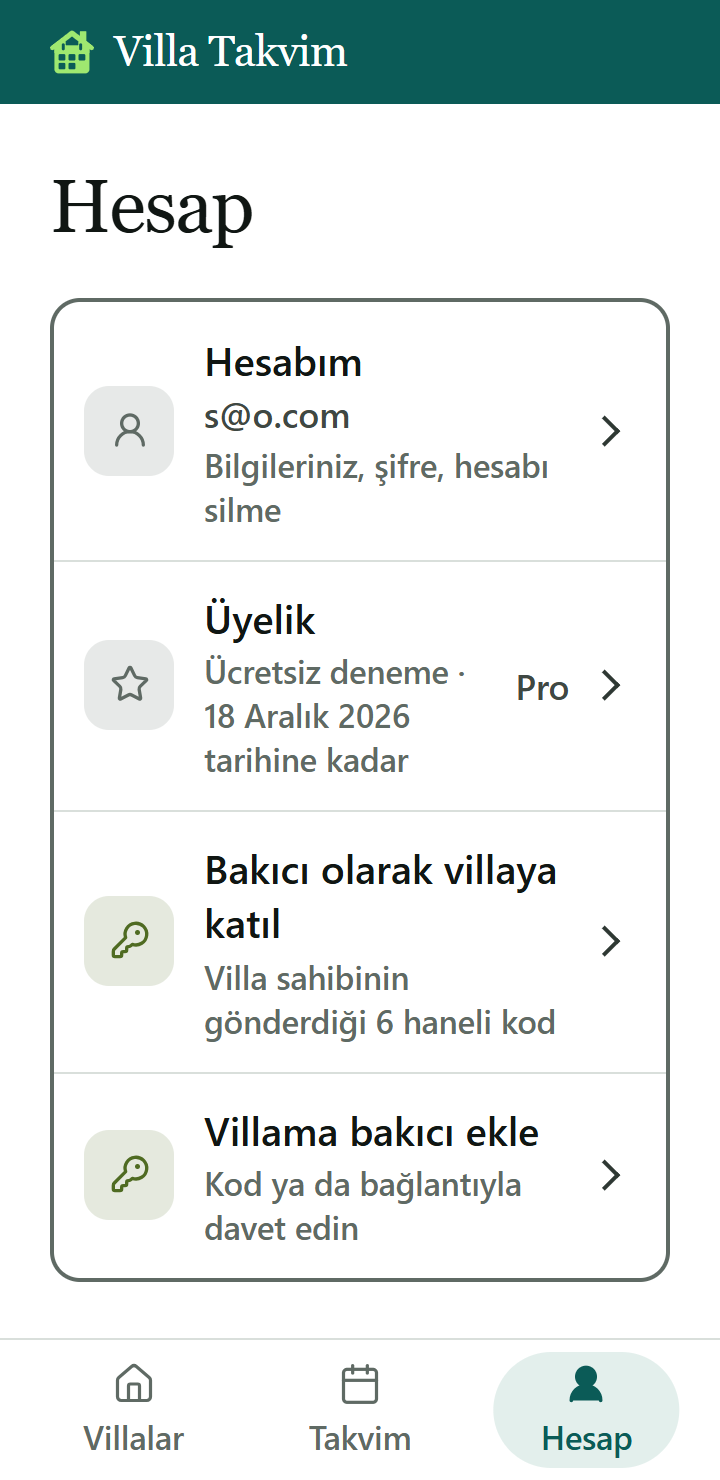 Villa Takvim
Hesap
Hesabım
s@o.com
Bilgileriniz, şifre, hesabı
silme
Üyelik
Ücretsiz deneme ·
18 Aralık 2026
tarihine kadar
Pro
Bakıcı olarak villaya
katıl
Villa sahibinin
gönderdiği 6 haneli kod
Villama bakıcı ekle
Kod ya da bağlantıyla
davet edin
Villalar
Takvim
Hesap